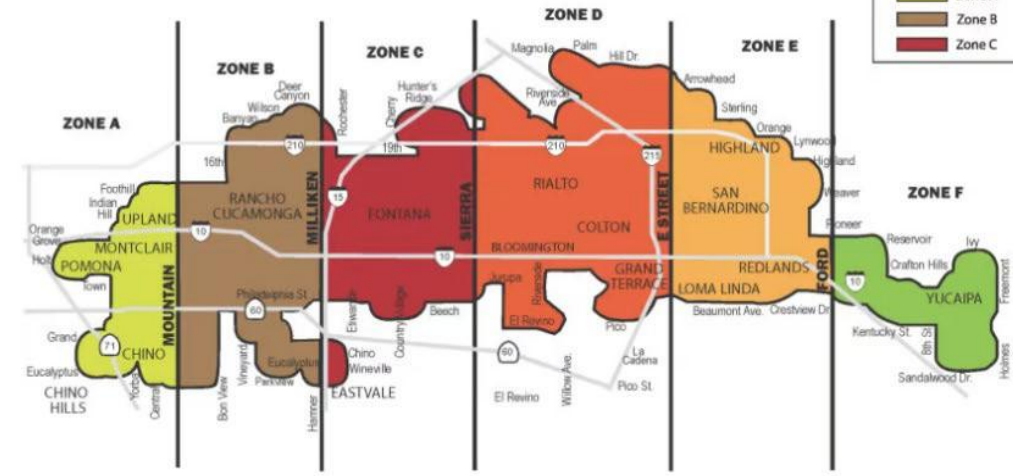 ZONE D
Zone B
Zone C
ZONE E
ZONE C
ZONE B
ZONE A
ZONE F
Magnolia
Palm
Hill Dr.
Arrowhead
Sterling
Orange
Lynwood
Highland
Weaver
Pioneer
Deer
Canyon
Wilson
Banyan
16th
Rochester
Cherry
Hunter's
Ridge
19th
Riverside
Ave.
210
210
215
HIGHLAND
Foothill
Indian
Hill
UPLAND
RANCHO
CUCAMONGA
MILLIKEN
15
FONTANA
SIERRA
RIALTO
COLTON
E STREET
SAN
BERNARDINO
Orange
Grove
Holt
10
MONTCLAIR
POMONA
Town
MOUNTAIN
BLOOMINGTON
10
Jurupa
Riverside
GRAND
TERRACE
REDLANDS
LOMA LINDA
FORD
Reservoir
Ivy
Crafton Hills
Freemont
10
YUCAIPA
Philadelphia St.
60
Etiwanda
Country Village
Beech
El Revino
Pico
Beaumont Ave.
Crestview Dr
Kentucky St.
8th St
Holmes
Sandalwood Dr.
Grand
71
CHINO
Eucalyptus
Vineyard
Eucalyptus
Parkview
Chino
Wineville
EASTVALE
60
La
Cadena
Pico St.
CHINO
HILLS
Yorba
Central
Bon View
Hamner
El Revino
Willow Ave.